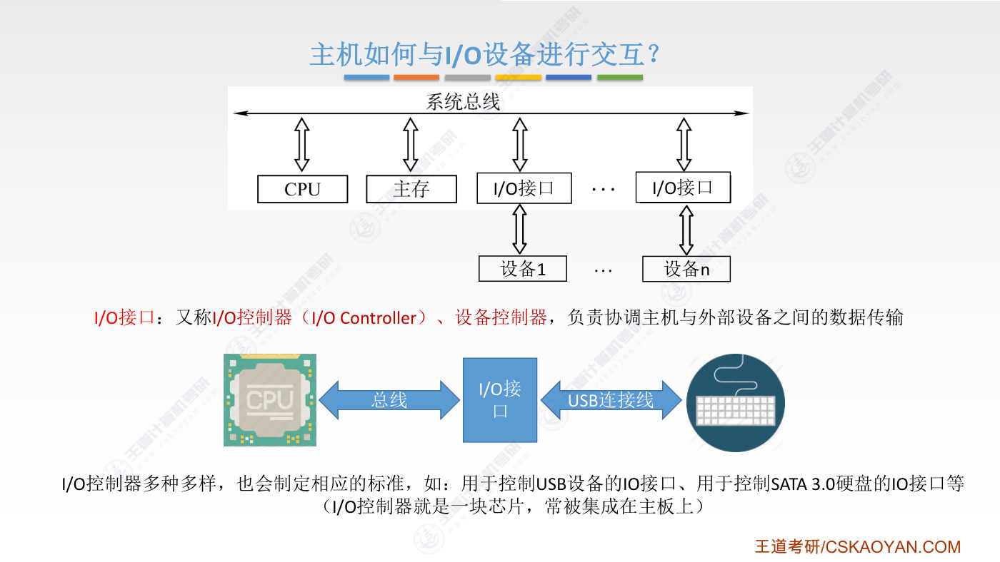 主机如何与I/O设备进行交互？
系统总线
CPU 主存 I/O接口 … I/O接口
设备1 … 设备n
I/O接口：又称I/O控制器（I/O Controller）、设备控制器，负责协调主机与外部设备之间的数据传输
CPU
总线
I/O接
口
USB连接线
I/O控制器多种多样，也会制定相应的标准，如：用于控制USB设备的IO接口、用于控制SATA 3.0硬盘的IO接口等
（I/O控制器就是一块芯片，常被集成在主板上）
王道考研/CSKAOYAN.COM